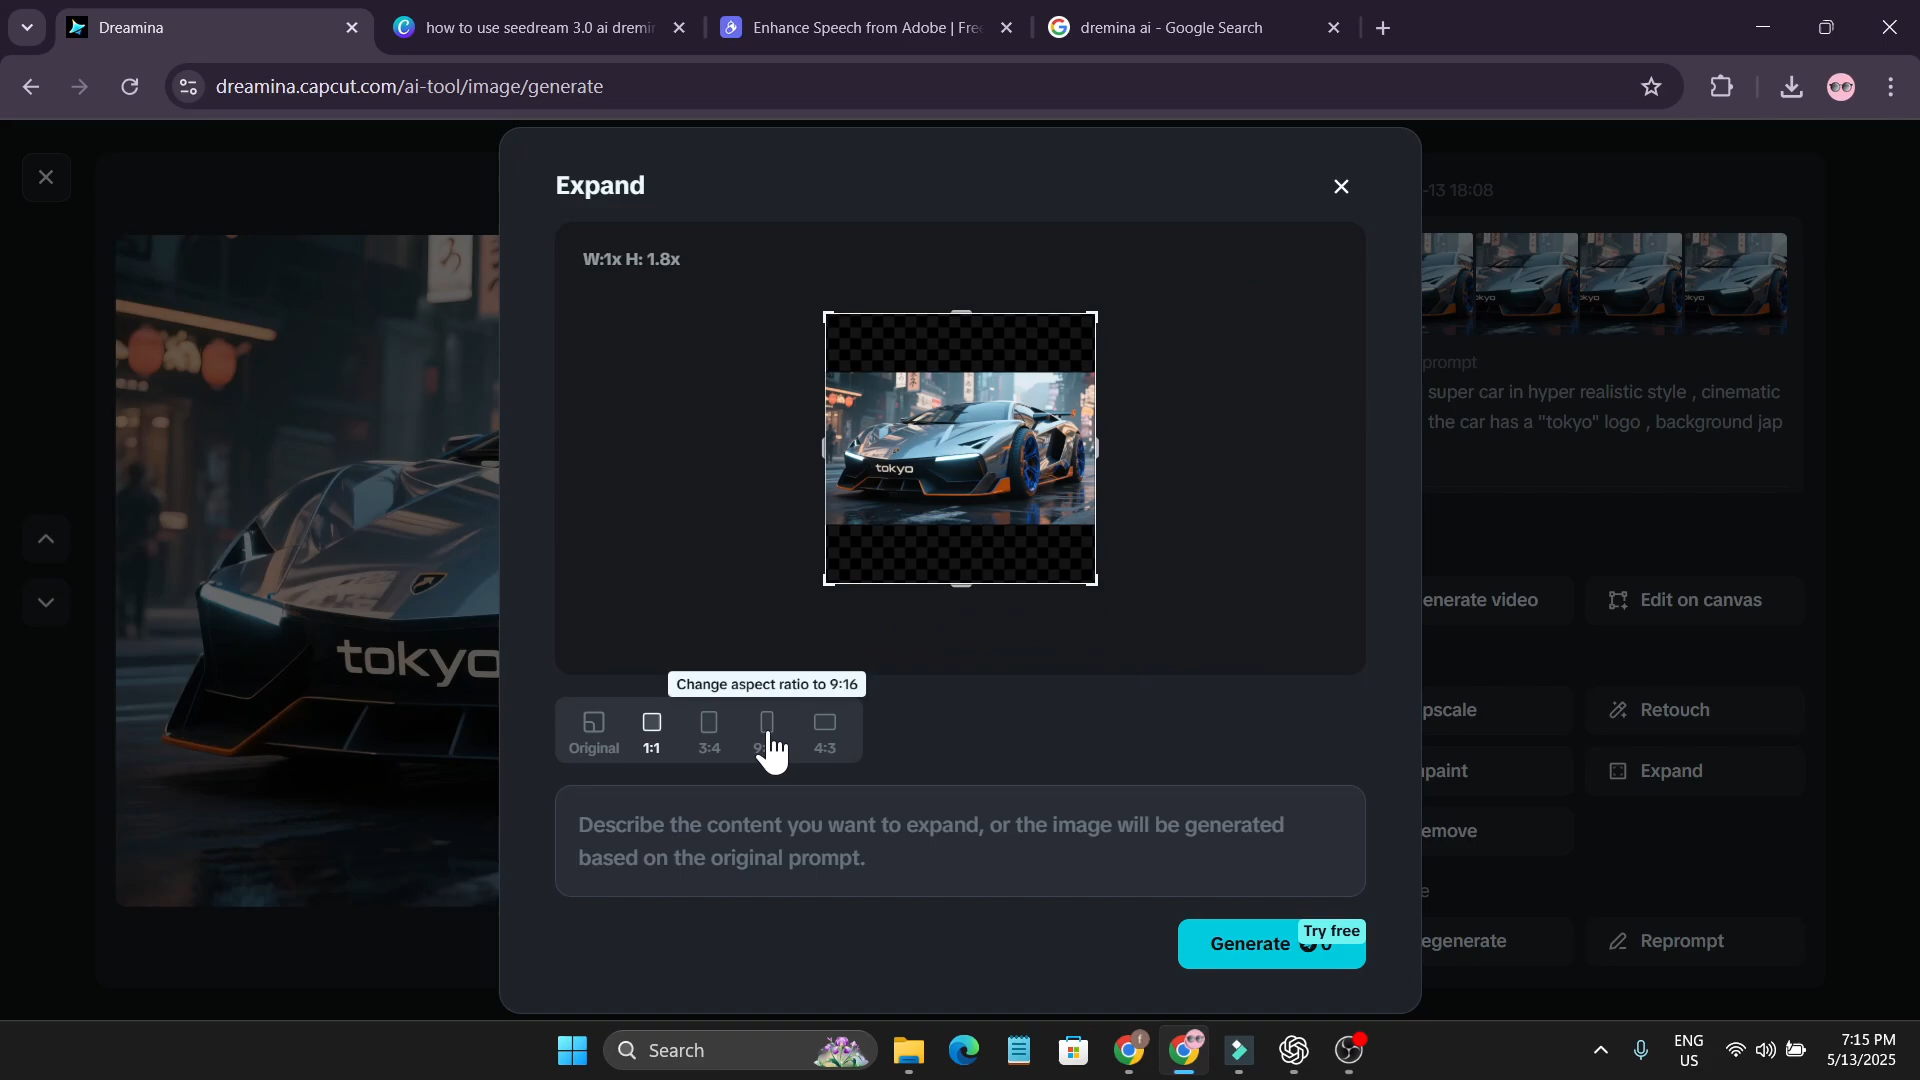 Dreamina
how to use seedream 3.0 ai dremin
Enhance Speech from Adobe | Fre
dremina ai - Google Search
dreamina.capcut.com/ai-tool/image/generate
Expand
-13 18:08
W:1x H: 1.8x
prompt
super car in hyper realistic style , cinematic
the car has a "tokyo" logo , background jap
tokyo
tokyo
enerate video
Edit on canvas
Change aspect ratio to 9:16
pscale
Retouch
Original
1:1
3:4
4:3
paint
Expand
Describe the content you want to expand, or the image will be generated
based on the original prompt.
emove
e
Try free
Generate
egenerate
Reprompt
Search
ENG
US
7:15 PM
5/13/2025